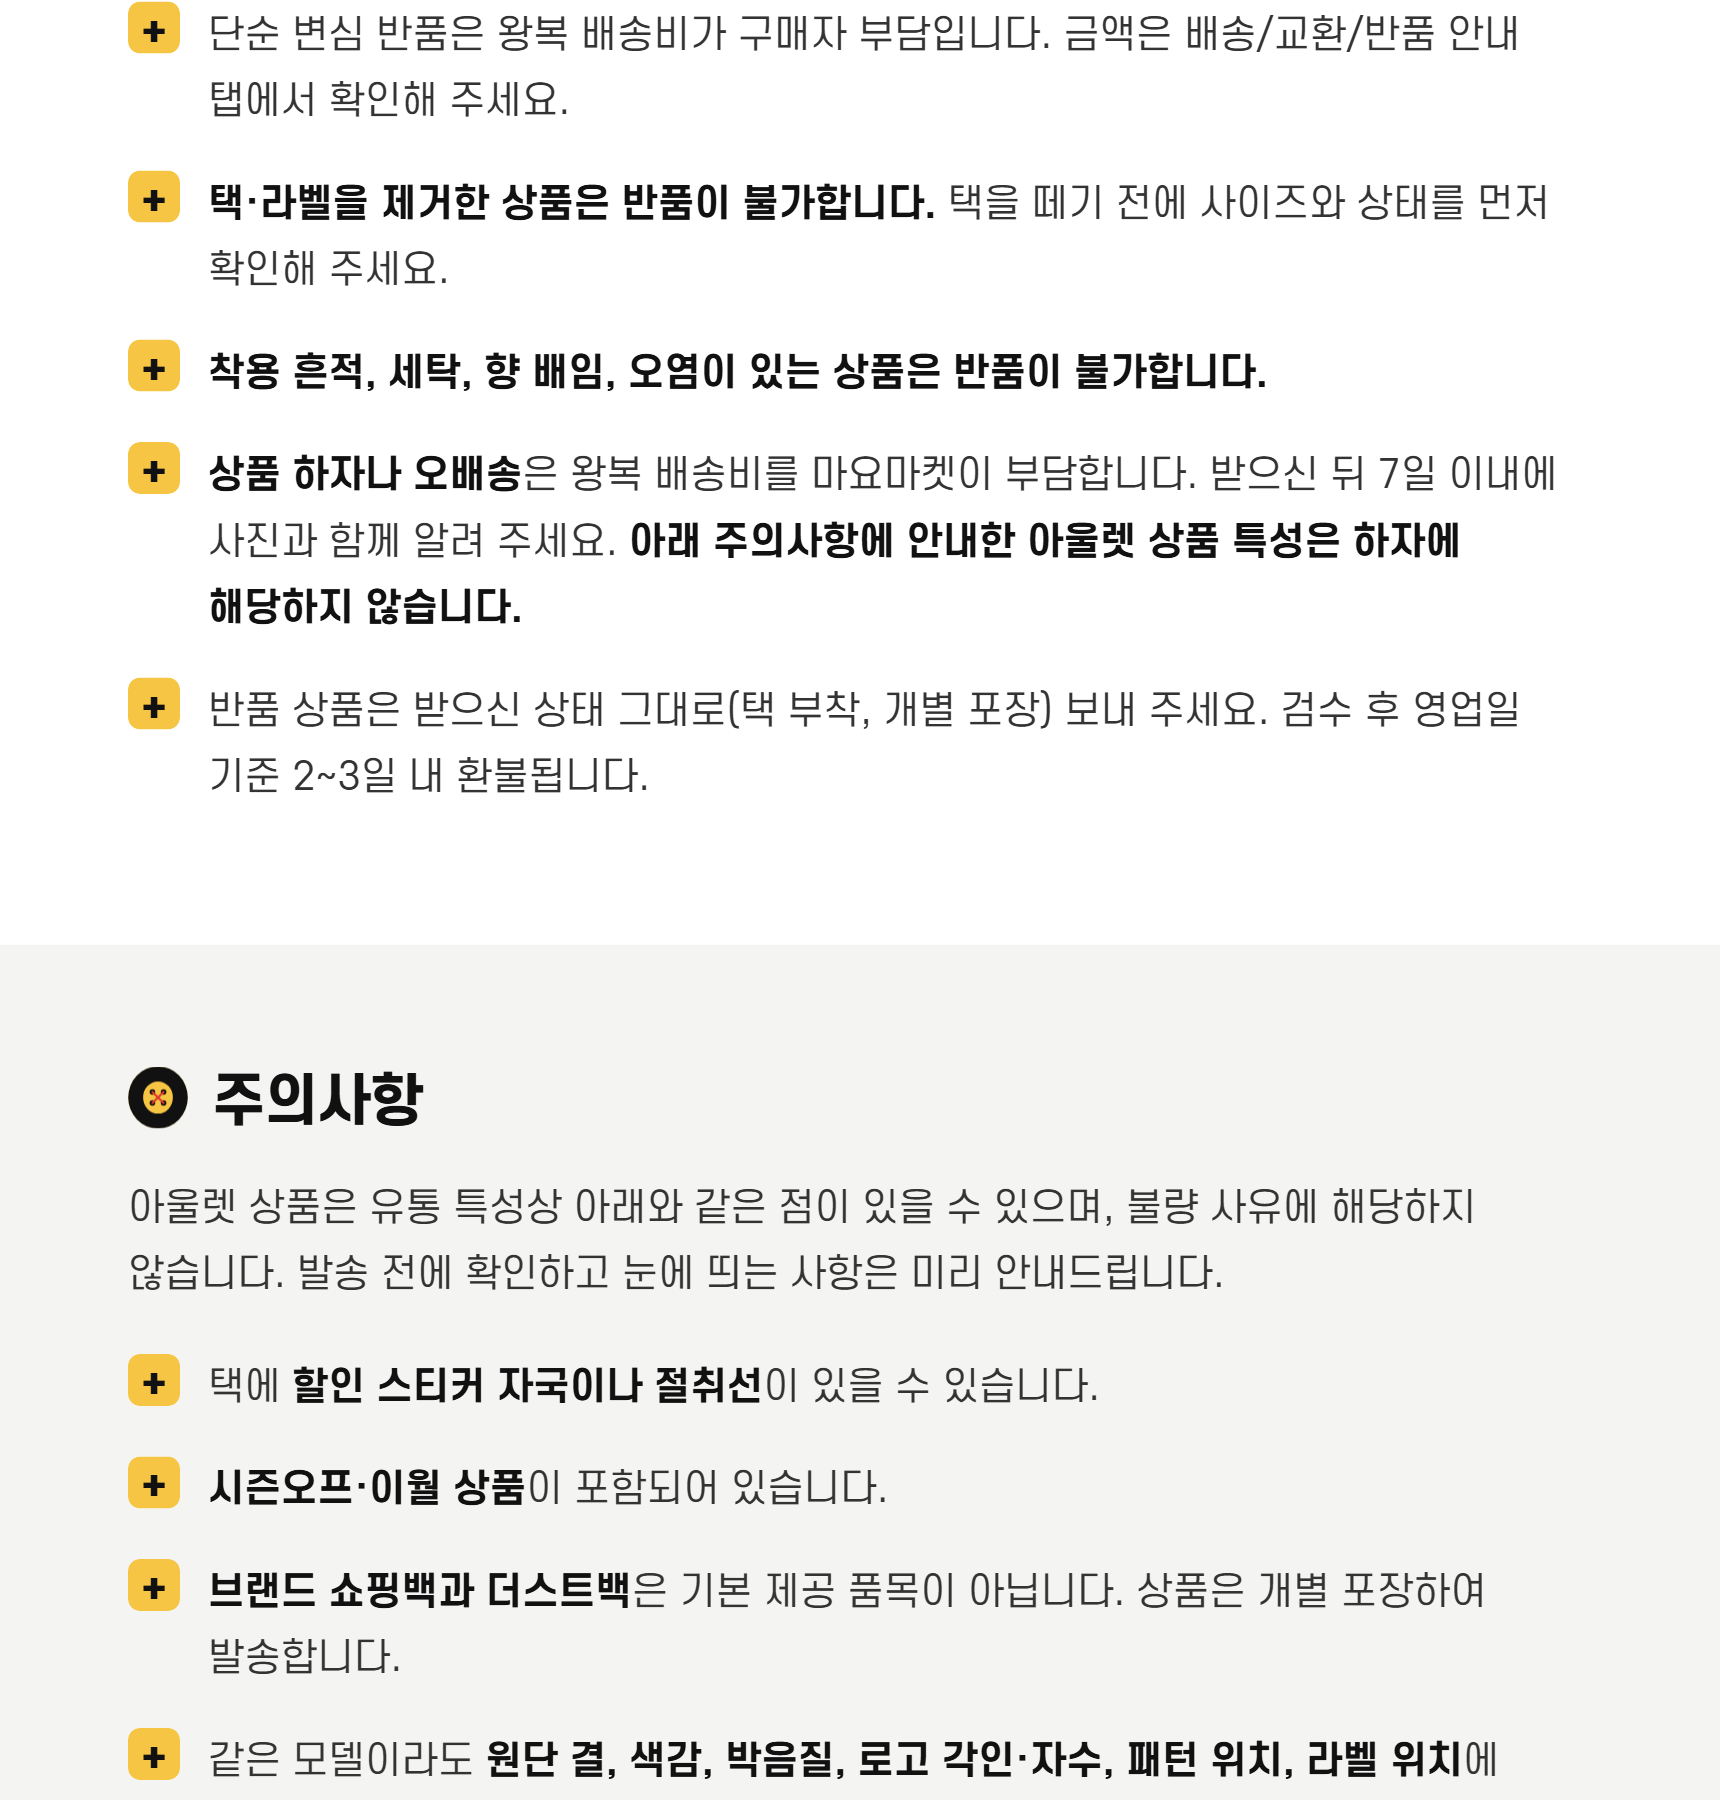 단순 변심 반품은 왕복 배송비가 구매자 부담입니다. 금액은 배송/교환/반품 안내
탭에서 확인해 주세요.
택·라벨을 제거한 상품은 반품이 불가합니다. 택을 떼기 전에 사이즈와 상태를 먼저
확인해 주세요.
착용 흔적, 세탁, 향 배임, 오염이 있는 상품은 반품이 불가합니다.
상품 하자나 오배송은 왕복 배송비를 마요마켓이 부담합니다. 받으신 뒤 7일 이내에
사진과 함께 알려 주세요. 아래 주의사항에 안내한 아울렛 상품 특성은 하자에
해당하지 않습니다.
반품 상품은 받으신 상태 그대로(택 부착, 개별 포장) 보내 주세요. 검수 후 영업일
기준 2~3일 내 환불됩니다.
주의사항
아울렛 상품은 유통 특성상 아래와 같은 점이 있을 수 있으며, 불량 사유에 해당하지
않습니다. 발송 전에 확인하고 눈에 띄는 사항은 미리 안내드립니다.
택에 할인 스티커 자국이나 절취선이 있을 수 있습니다.
시즌오프·이월 상품이 포함되어 있습니다.
브랜드 쇼핑백과 더스트백은 기본 제공 품목이 아닙니다. 상품은 개별 포장하여
발송합니다.
같은 모델이라도 원단 결, 색감, 박음질, 로고 각인·자수, 패턴 위치, 라벨 위치에